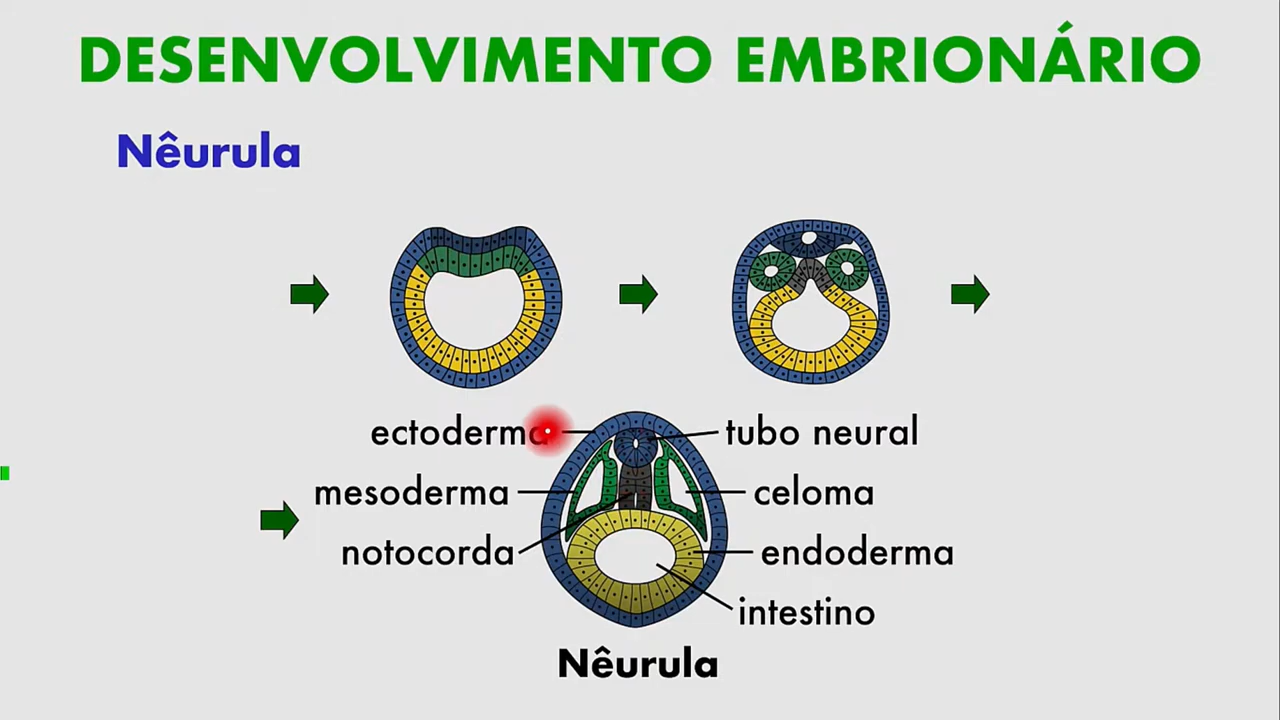 DESENVOLVIMENTO EMBRIONÁRIO
Nêurula
ectoderma
tubo neural
mesoderma
celoma
notocorda
endoderma
intestino
Nêurula